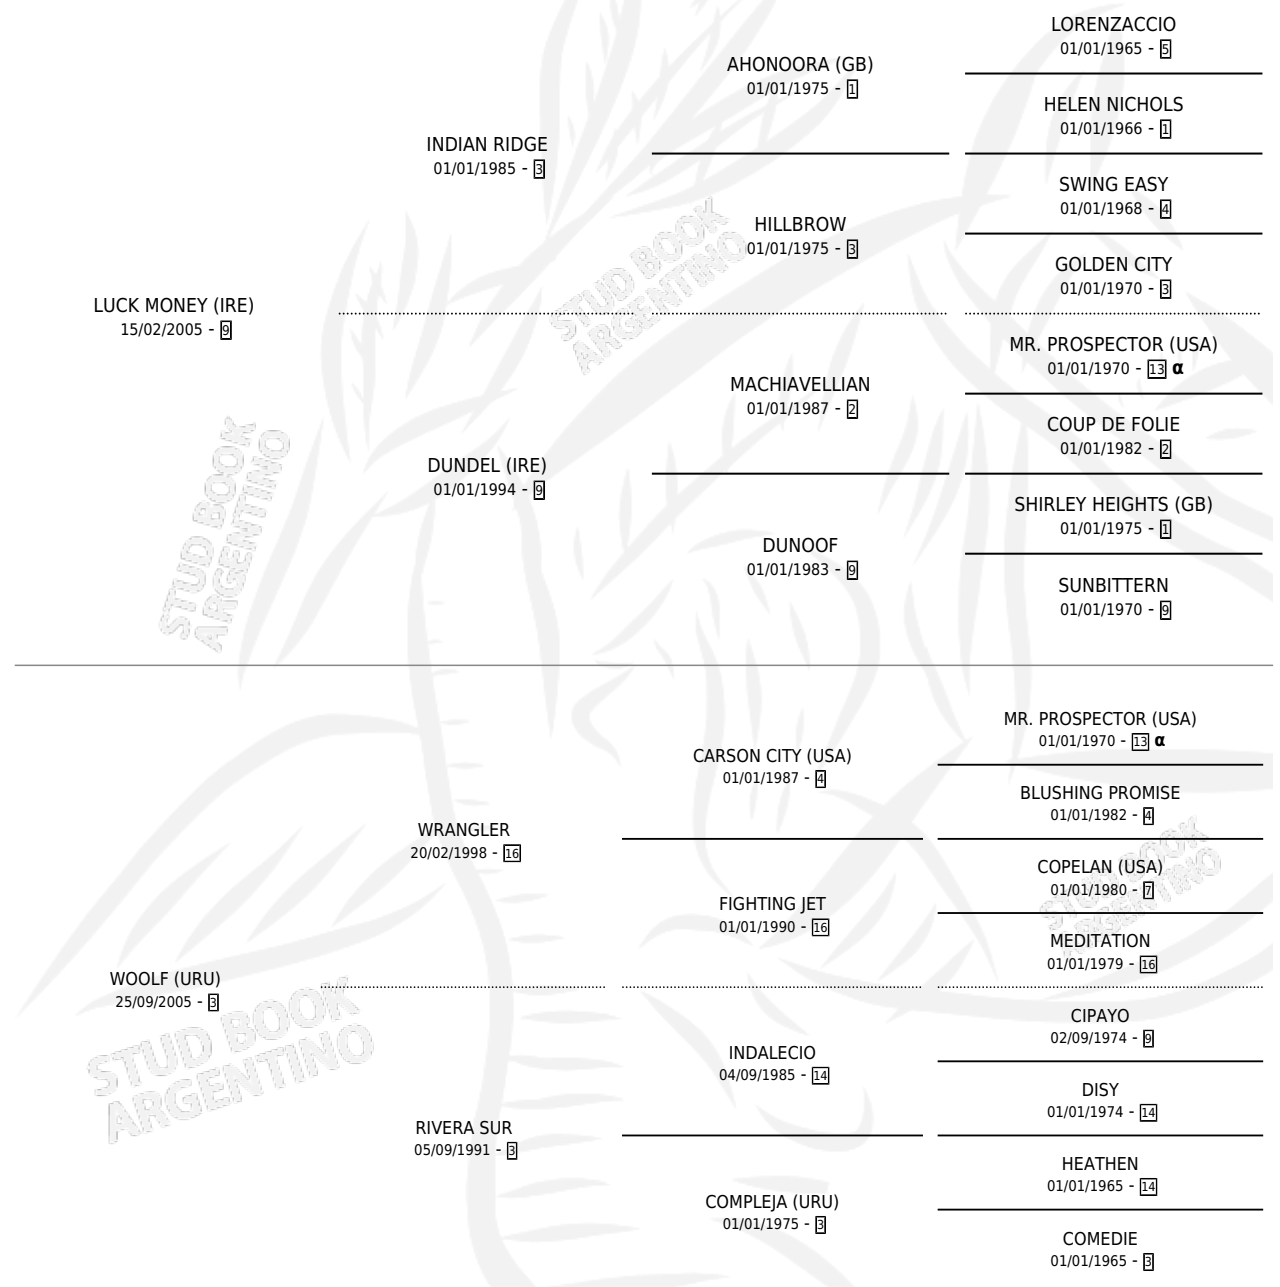 LORENZACCIO
01/01/1965 - 5
AHONOORA (GB)
01/01/1975 - 1
HELEN NICHOLS
01/01/1966 - 1
INDIAN RIDGE
01/01/1985 - 3
SWING EASY
01/01/1968 - 4
HILLBROW
01/01/1975 - 3
GOLDEN CITY
01/01/1970 - 3
LUCK MONEY (IRE)
15/02/2005 - 9
MR. PROSPECTOR (USA)
01/01/1970 - 13 α
MACHIAVELLIAN
01/01/1987 - 2
COUP DE FOLIE
01/01/1982 - 2
DUNDEL (IRE)
01/01/1994 - 9
SHIRLEY HEIGHTS (GB)
01/01/1975 - 1
DUNOOF
01/01/1983 - 9
SUNBITTERN
01/01/1970 - 9
MR. PROSPECTOR (USA)
01/01/1970 - 13 α
CARSON CITY (USA)
01/01/1987 - 4
BLUSHING PROMISE
01/01/1982 - 4
WRANGLER
20/02/1998 - 16
COPELAN (USA)
01/01/1980 - 7
FIGHTING JET
01/01/1990 - 16
MEDITATION
01/01/1979 - 16
WOOLF (URU)
25/09/2005 - 3
CIPAYO
02/09/1974 - 9
INDALECIO
04/09/1985 - 14
DISY
01/01/1974 - 14
RIVERA SUR
05/09/1991 - 3
HEATHEN
01/01/1965 - 14
COMPLEJA (URU)
01/01/1975 - 3
COMEDIE
01/01/1965 - 3
STUD BOOK
ARGENTINO
STUD BOOK
ARGENTINO
STUD BOOK
ARGENTINO
STUD BOOK
ARGENTINO